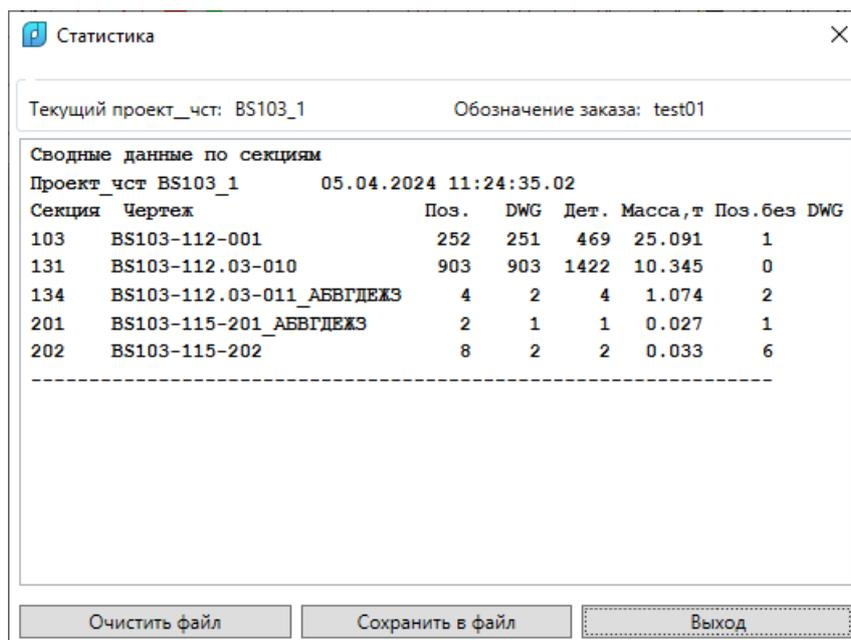 Статистика
Текущий проект_чст: BS103_1 Обозначение заказа: test01
Сводные данные по секциям
Проект_чст BS103_1 05.04.2024 11:24:35.02
Секция Чертеж Поз. DWG Дет. Масса,т Поз.без DWG
103 BS103-112-001 252 251 469 25.091 1
131 BS103-112.03-010 903 903 1422 10.345 0
134 BS103-112.03-011_АБВГДЕЖЗ 4 2 4 1.074 2
201 BS103-115-201_АБВГДЕЖЗ 2 1 1 0.027 1
202 BS103-115-202 8 2 2 0.033 6
----------------------------------------------------------------
Очистить файл Сохранить в файл Выход